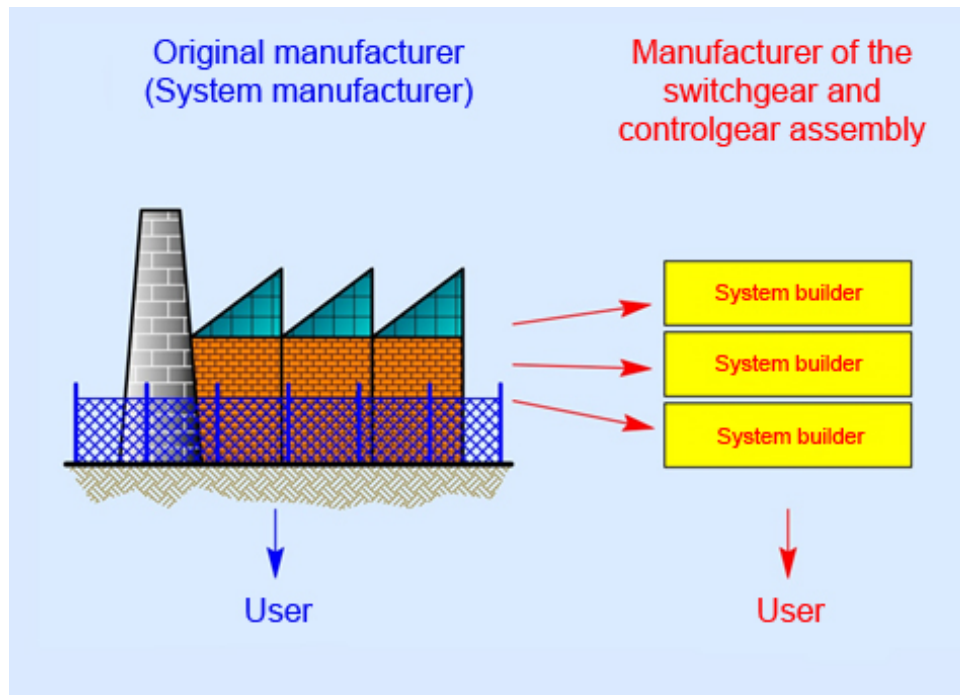 Original manufacturer
(System manufacturer)
Manufacturer of the
switchgear and
controlgear assembly
System builder
System builder
System builder
User
User